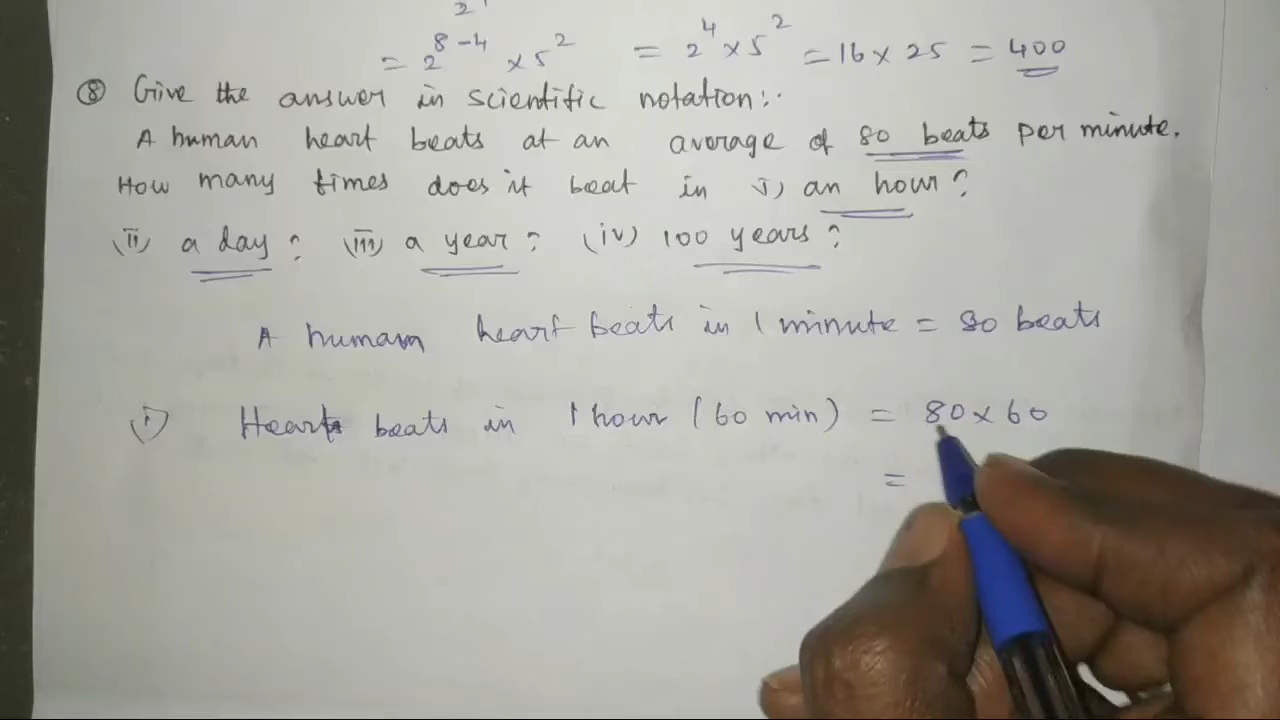 2
= 2^{8-4} × 5^2 = 2^4 × 5^2 = 16 × 25 = 400
⑧ Give the answer in scientific notation:.
A human heart beats at an average of 80 beats per minute.
How many times does it beat in i) an hour?
(ii) a day? (iii) a year? (iv) 100 years?
A human heart beats in 1 minute = 80 beats
i) Heart beats in 1 hour (60 min) = 80 × 60
=